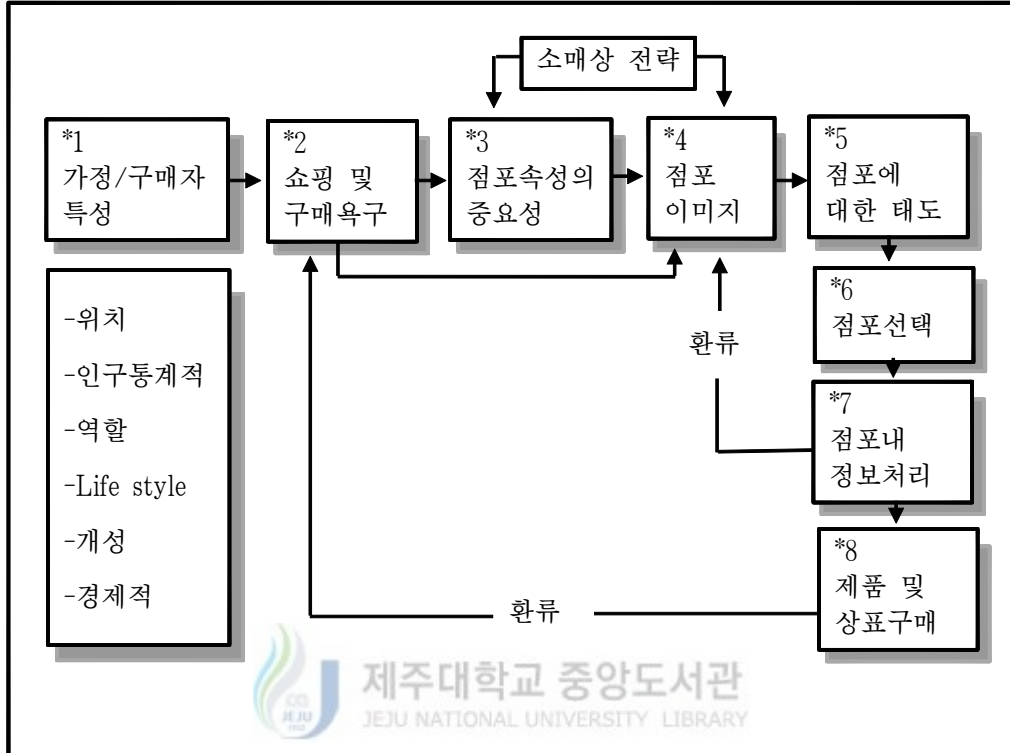 소매상 전략
*1
가정/구매자
특성
*2
쇼핑 및
구매욕구
*3
점포속성의
중요성
*4
점포
이미지
*5
점포에
대한 태도
-위치
-인구통계적
-역할
-Life style
-개성
-경제적
*6
점포선택
환류
*7
점포내
정보처리
*8
제품 및
상표구매
환류
제주대학교 중앙도서관
JEJU NATIONAL UNIVERSITY LIBRARY
JEJU
1952